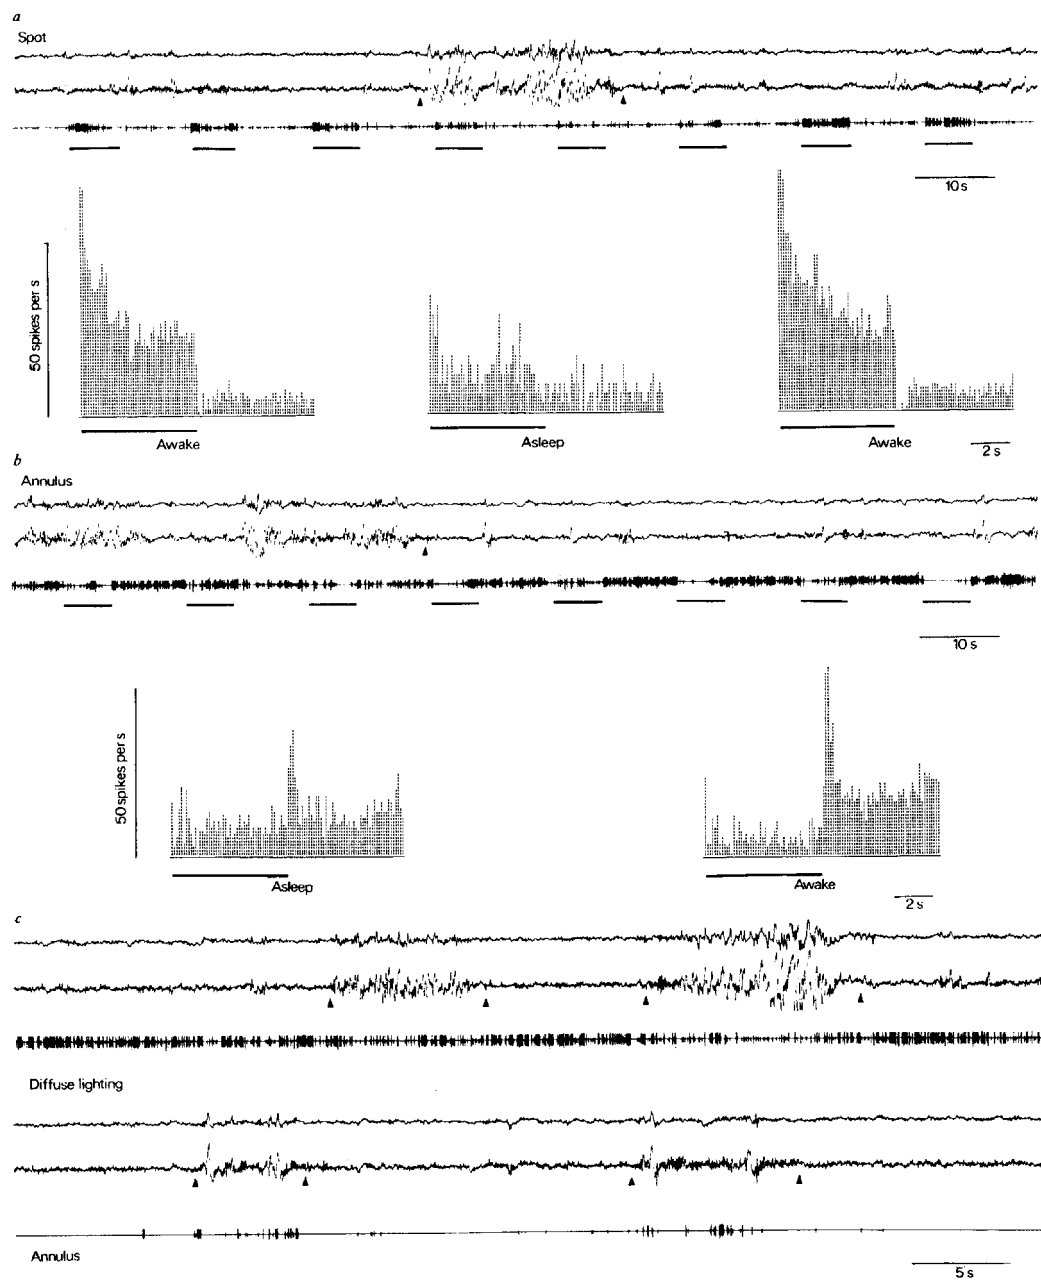 a
Spot
10 s
50 spikes per s
Awake
Asleep
Awake
2 s
b
Annulus
10 s
50 spikes per s
Asleep
Awake
2 s
c
Diffuse lighting
Annulus
5 s